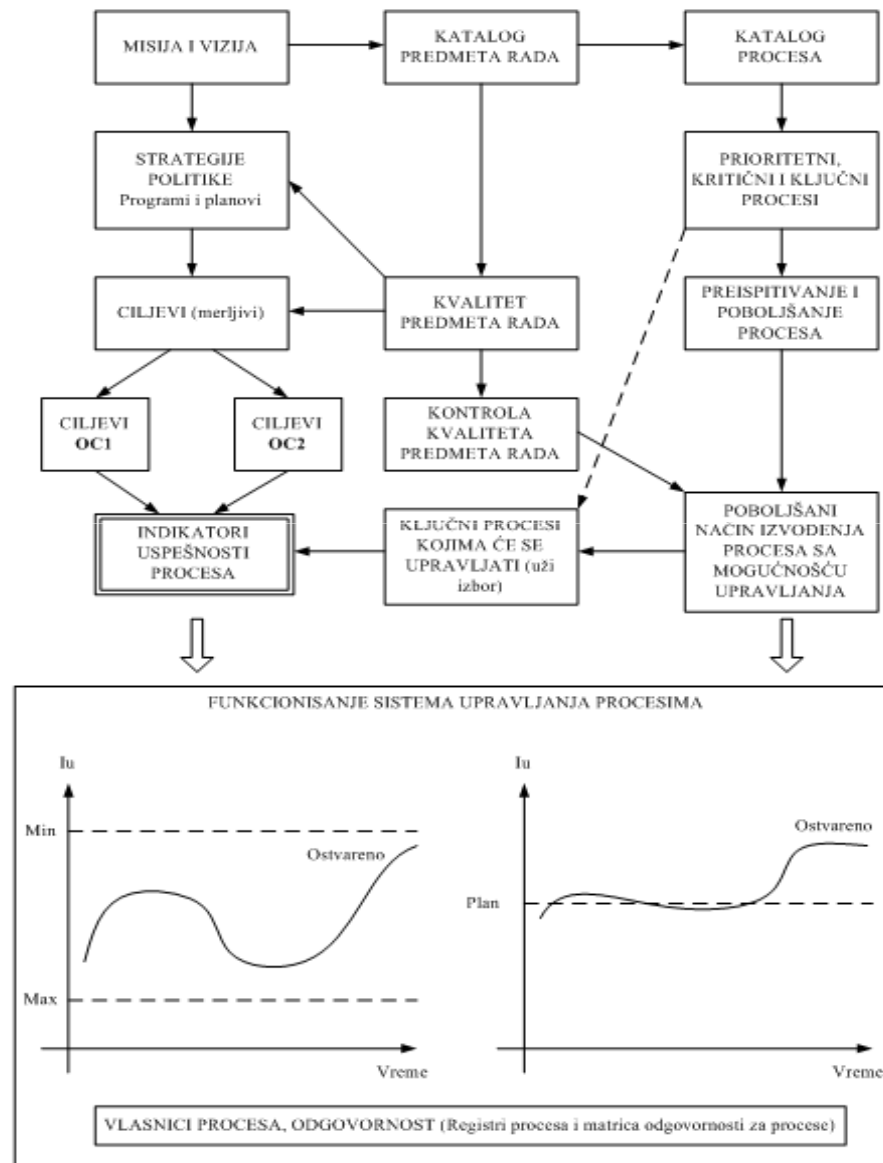 MISIJA I VIZIJA
KATALOG
PREDMETA RADA
KATALOG
PROCESA
STRATEGIJE
POLITIKE
Programi i planovi
PRIORITETNI,
KRITIČNI I KLJUČNI
PROCESI
CILJEVI (merljivi)
KVALITET
PREDMETA RADA
PREISPITIVANJE I
POBOLJŠANJE
PROCESA
CILJEVI
OC1
CILJEVI
OC2
KONTROLA
KVALITETA
PREDMETA RADA
INDIKATORI
USPEŠNOSTI
PROCESA
KLJUČNI PROCESI
KOJIMA ĆE SE
UPRAVLJATI (uži
izbor)
POBOLJŠANI
NAČIN IZVOĐENJA
PROCESA SA
MOGUĆNOŠĆU
UPRAVLJANJA
FUNKCIONISANJE SISTEMA UPRAVLJANJA PROCESIMA
Iu
Min
Ostvareno
Max
Vreme
Iu
Ostvareno
Plan
Vreme
VLASNICI PROCESA, ODGOVORNOST (Registri procesa i matrica odgovornosti za procese)